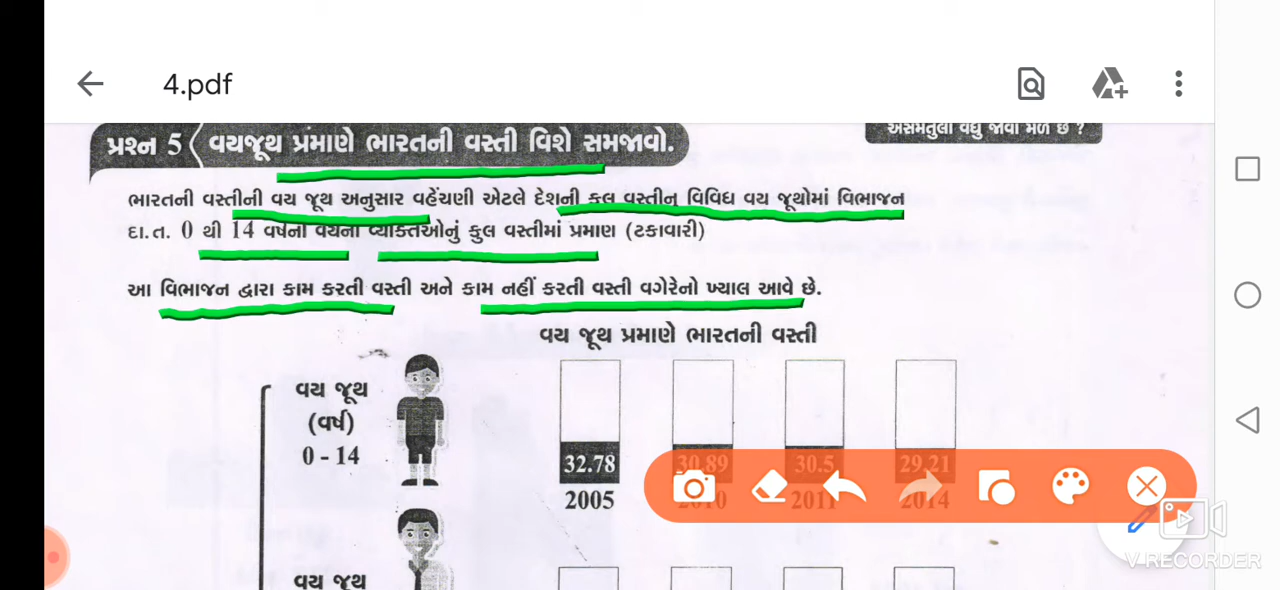 4.pdf
અસમતુલા વધુ જોવા મળે છે ?
પ્રશ્ન 5 વયજૂથ પ્રમાણે ભારતની વસ્તી વિશે સમજાવો.
ભારતની વસ્તીની વય જૂથ અનુસાર વહેંચણી એટલે દેશની કુલ વસ્તીનુ વિવિધ વય જૂથોમાં વિભાજન
દા.ત. 0 થી 14 વર્ષની વયના વ્યક્તિઓનું કુલ વસ્તીમાં પ્રમાણ (ટકાવારી)
આ વિભાજન દ્વારા કામ કરતી વસ્તી અને કામ નહીં કરતી વસ્તી વગેરેનો ખ્યાલ આવે છે.
વય જૂથ પ્રમાણે ભારતની વસ્તી
વય જૂથ
(વર્ષ)
0 - 14
32.78 30.89 30.5 29.21
2005 2010 2011 2014
વય જૂથ
V RECORDER